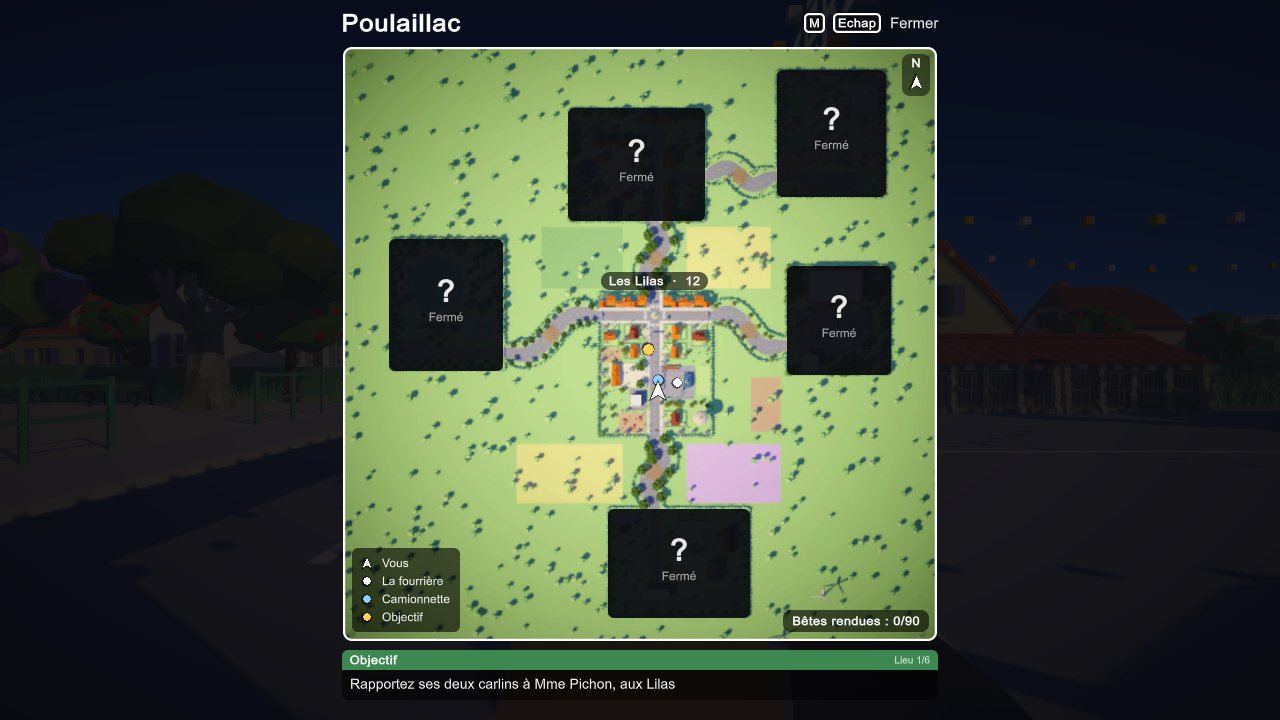 Poulaillac
M Echap Fermer
N
?
Fermé
?
Fermé
?
Fermé
Les Lilas · 12
?
Fermé
?
Fermé
Vous
La fourrière
Camionnette
Objectif
Bêtes rendues : 0/90
Objectif
Lieu 1/6
Rapportez ses deux carlins à Mme Pichon, aux Lilas